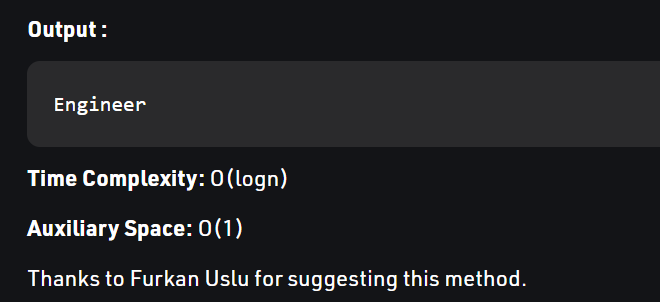 Output :
Engineer
Time Complexity: O(logn)
Auxiliary Space: O(1)
Thanks to Furkan Uslu for suggesting this method.